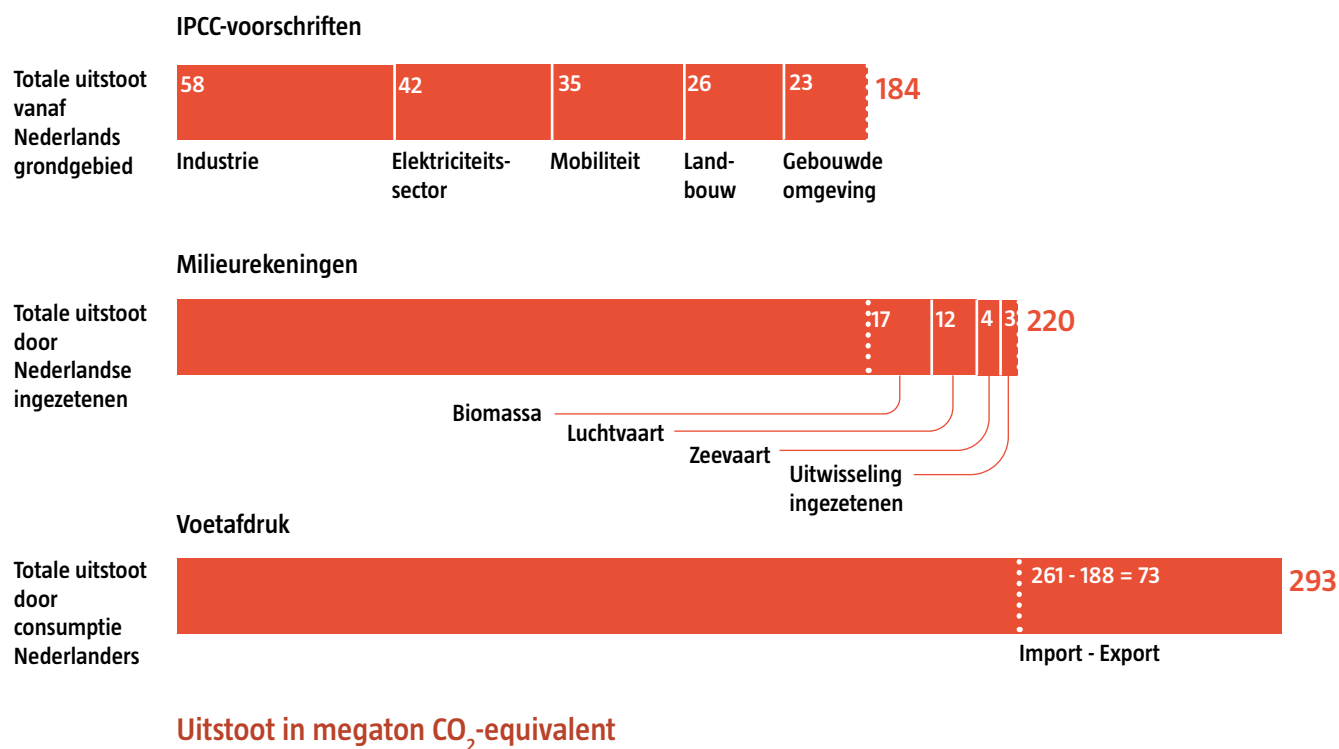 IPCC-voorschriften
Totale uitstoot
vanaf
Nederlands
grondgebied
58
42
35
26
23
184
Industrie
Elektriciteits-
sector
Mobiliteit
Land-
bouw
Gebouwde
omgeving
Milieurekeningen
Totale uitstoot
door
Nederlandse
ingezetenen
17
12
4
3
220
Biomassa
Luchtvaart
Zeevaart
Uitwisseling
ingezetenen
Voetafdruk
Totale uitstoot
door
consumptie
Nederlanders
261 - 188 = 73
293
Import - Export
Uitstoot in megaton CO₂-equivalent